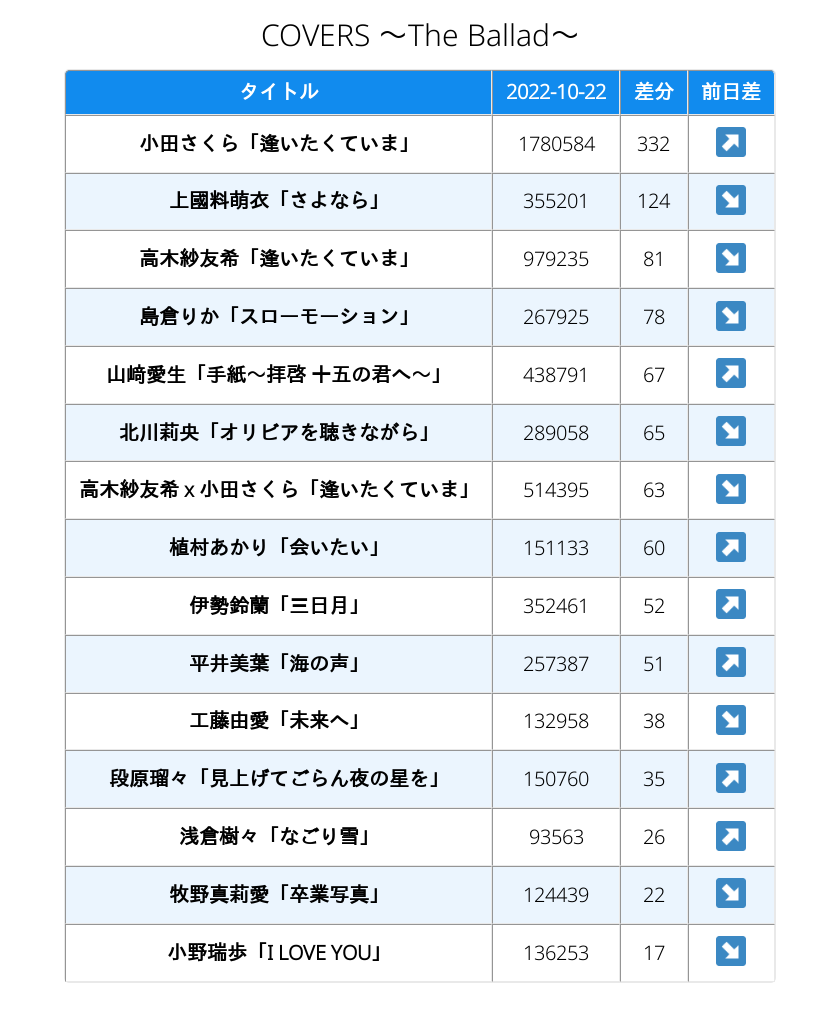 COVERS ～The Ballad～
タイトル 2022-10-22 差分 前日差
小田さくら「逢いたくていま」 1780584 332 ↗
上國料萌衣「さよなら」 355201 124 ↘
高木紗友希「逢いたくていま」 979235 81 ↘
島倉りか「スローモーション」 267925 78 ↘
山﨑愛生「手紙～拝啓 十五の君へ～」 438791 67 ↗
北川莉央「オリビアを聴きながら」 289058 65 ↘
高木紗友希 x 小田さくら「逢いたくていま」 514395 63 ↘
植村あかり「会いたい」 151133 60 ↗
伊勢鈴蘭「三日月」 352461 52 ↗
平井美葉「海の声」 257387 51 ↗
工藤由愛「未来へ」 132958 38 ↘
段原瑠々「見上げてごらん夜の星を」 150760 35 ↗
浅倉樹々「なごり雪」 93563 26 ↗
牧野真莉愛「卒業写真」 124439 22 ↘
小野瑞歩「I LOVE YOU」 136253 17 ↘